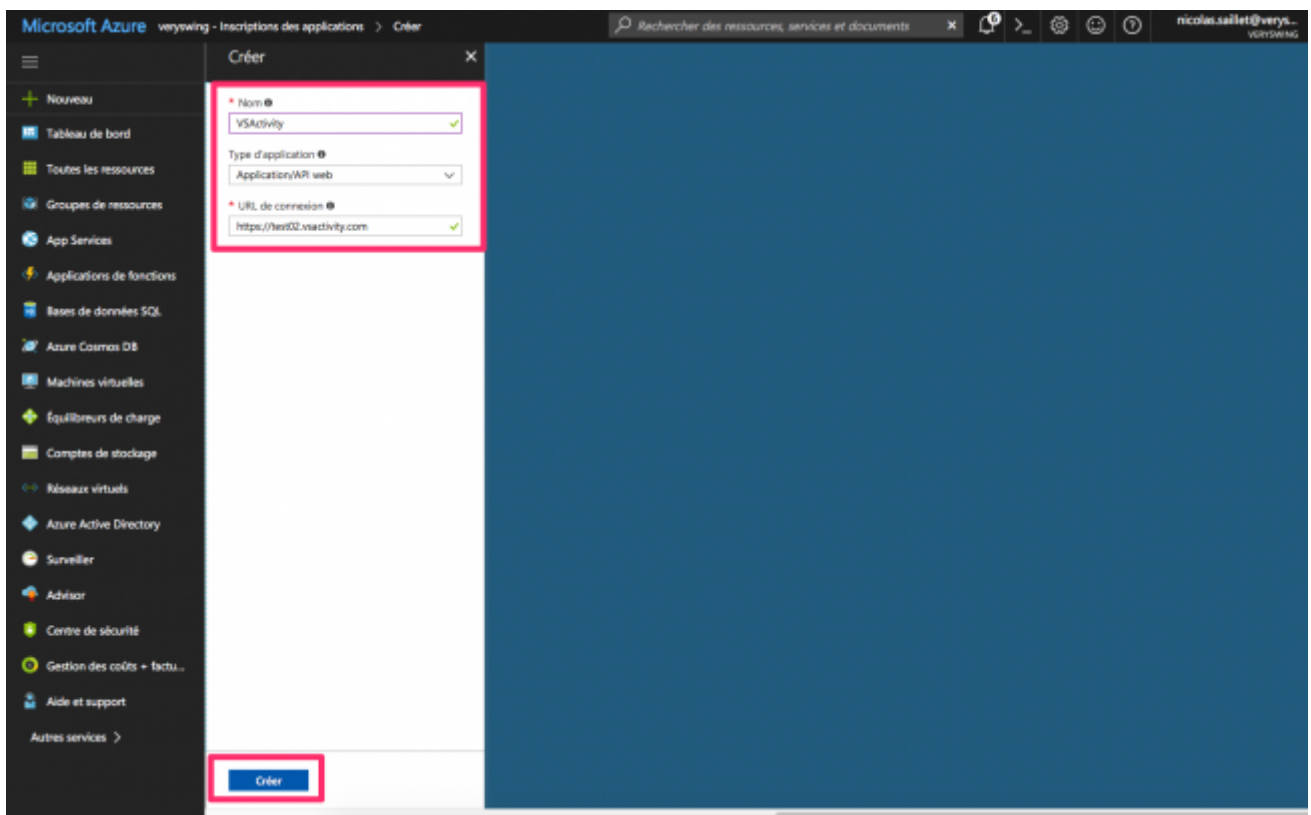 Microsoft Azure veryswing - Inscriptions des applications > Créer
Rechercher des ressources, services et documents
nicolas.saillet@verys...
VERYSWING
Créer
* Nom
VSActivity
Type d'application
Application/API web
* URL de connexion
https://test02.vsactivity.com
Nouveau
Tableau de bord
Toutes les ressources
Groupes de ressources
App Services
Applications de fonctions
Bases de données SQL
Azure Cosmos DB
Machines virtuelles
Équilibreurs de charge
Comptes de stockage
Réseaux virtuels
Azure Active Directory
Surveiller
Advisor
Centre de sécurité
Gestion des coûts + factu...
Aide et support
Autres services >
Créer